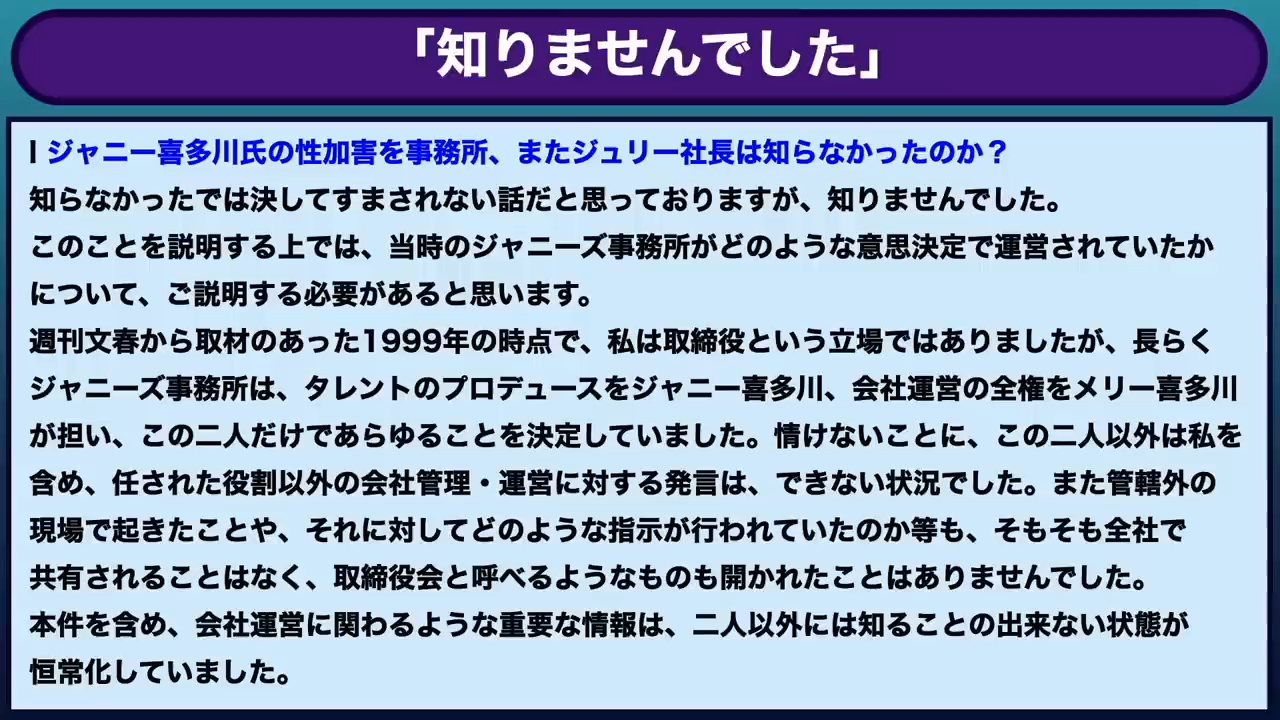 「知りませんでした」
| ジャニー喜多川氏の性加害を事務所、またジュリー社長は知らなかったのか？
知らなかったでは決してすまされない話だと思っておりますが、知りませんでした。
このことを説明する上では、当時のジャニーズ事務所がどのような意思決定で運営されていたか
について、ご説明する必要があると思います。
週刊文春から取材のあった1999年の時点で、私は取締役という立場ではありましたが、長らく
ジャニーズ事務所は、タレントのプロデュースをジャニー喜多川、会社運営の全権をメリー喜多川
が担い、この二人だけであらゆることを決定していました。情けないことに、この二人以外は私を
含め、任された役割以外の会社管理・運営に対する発言は、できない状況でした。また管轄外の
現場で起きたことや、それに対してどのような指示が行われていたのか等も、そもそも全社で
共有されることはなく、取締役会と呼べるようなものも開かれたことはありませんでした。
本件を含め、会社運営に関わるような重要な情報は、二人以外には知ることの出来ない状態が
恒常化していました。